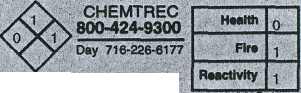 1
0 1
CHEMTREC
800-424-9300
Day 716-226-6177
Health 0
Fire 1
Reactivity 1